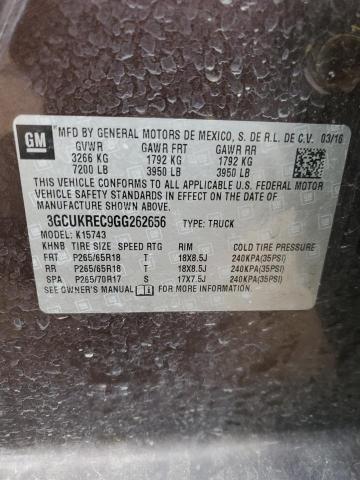 GM
MFD BY GENERAL MOTORS DE MEXICO, S. DE R.L. DE C.V. 03/16
GVWR GAWR FRT GAWR RR
3266 KG 1792 KG 1792 KG
7200 LB 3950 LB 3950 LB
THIS VEHICLE CONFORMS TO ALL APPLICABLE U.S. FEDERAL MOTOR
VEHICLE SAFETY STANDARDS IN EFFECT ON THE DATE OF
MANUFACTURE SHOWN ABOVE.
3GCUKREC9GG262656 TYPE: TRUCK
K15743
KHNB TIRE SIZE SPEED RTG RIM COLD TIRE PRESSURE
FRT P265/65R18 T 18X8.5J 240KPA(35PSI)
RR P265/65R18 T 18X8.5J 240KPA(35PSI)
SPA P265/70R17 S 17X7.5J 240KPA(35PSI)
SEE OWNER'S MANUAL FOR MORE INFORMATION.